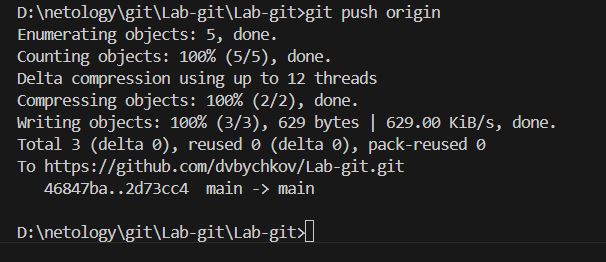 D:\netology\git\Lab-git\Lab-git>git push origin
Enumerating objects: 5, done.
Counting objects: 100% (5/5), done.
Delta compression using up to 12 threads
Compressing objects: 100% (2/2), done.
Writing objects: 100% (3/3), 629 bytes | 629.00 KiB/s, done.
Total 3 (delta 0), reused 0 (delta 0), pack-reused 0
To https://github.com/dvbychkov/Lab-git.git
   46847ba..2d73cc4  main -> main
D:\netology\git\Lab-git\Lab-git>